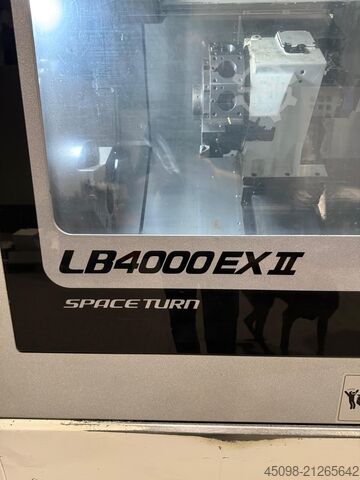 LB4000EX II
SPACE TURN
45098-21265642